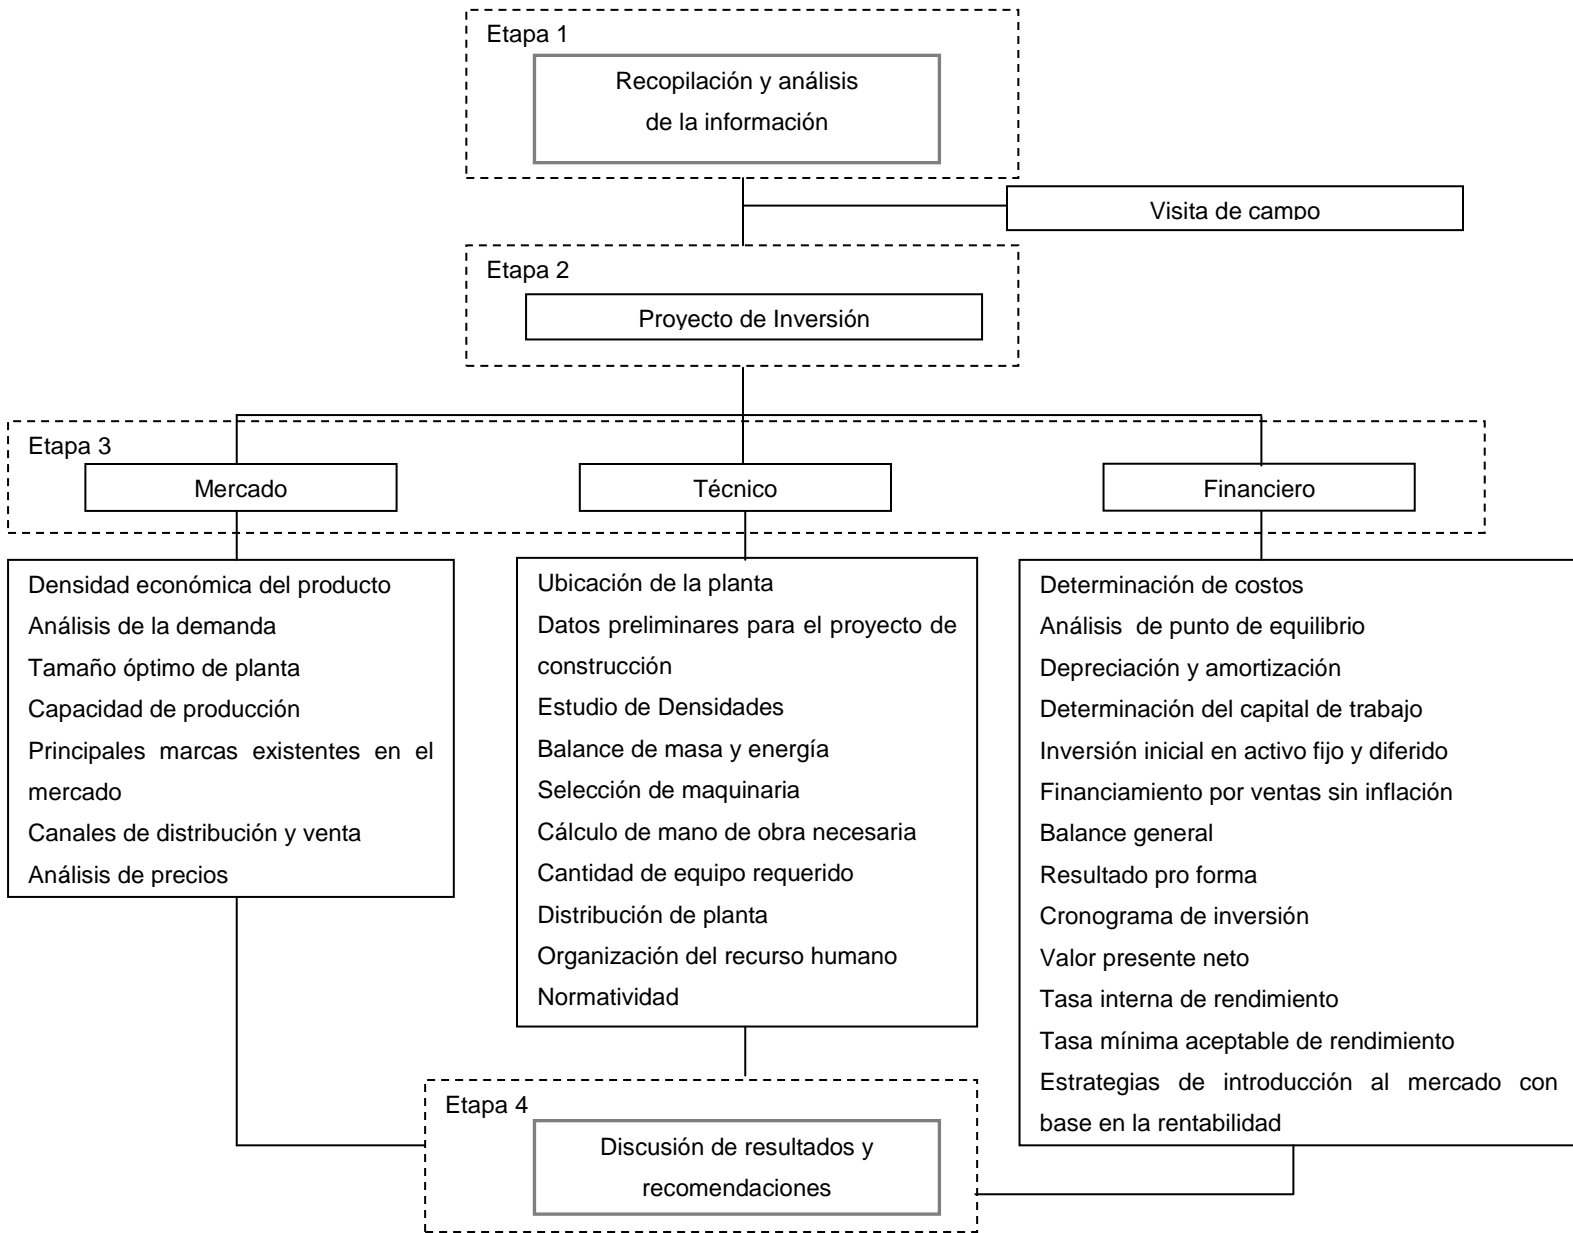 Etapa 1
Recopilación y análisis
de la información
Visita de campo
Etapa 2
Proyecto de Inversión
Etapa 3
Mercado
Técnico
Financiero
Densidad económica del producto
Análisis de la demanda
Tamaño óptimo de planta
Capacidad de producción
Principales marcas existentes en el
mercado
Canales de distribución y venta
Análisis de precios
Ubicación de la planta
Datos preliminares para el proyecto de
construcción
Estudio de Densidades
Balance de masa y energía
Selección de maquinaria
Cálculo de mano de obra necesaria
Cantidad de equipo requerido
Distribución de planta
Organización del recurso humano
Normatividad
Determinación de costos
Análisis de punto de equilibrio
Depreciación y amortización
Determinación del capital de trabajo
Inversión inicial en activo fijo y diferido
Financiamiento por ventas sin inflación
Balance general
Resultado pro forma
Cronograma de inversión
Valor presente neto
Tasa interna de rendimiento
Tasa mínima aceptable de rendimiento
Estrategias de introducción al mercado con
base en la rentabilidad
Etapa 4
Discusión de resultados y
recomendaciones